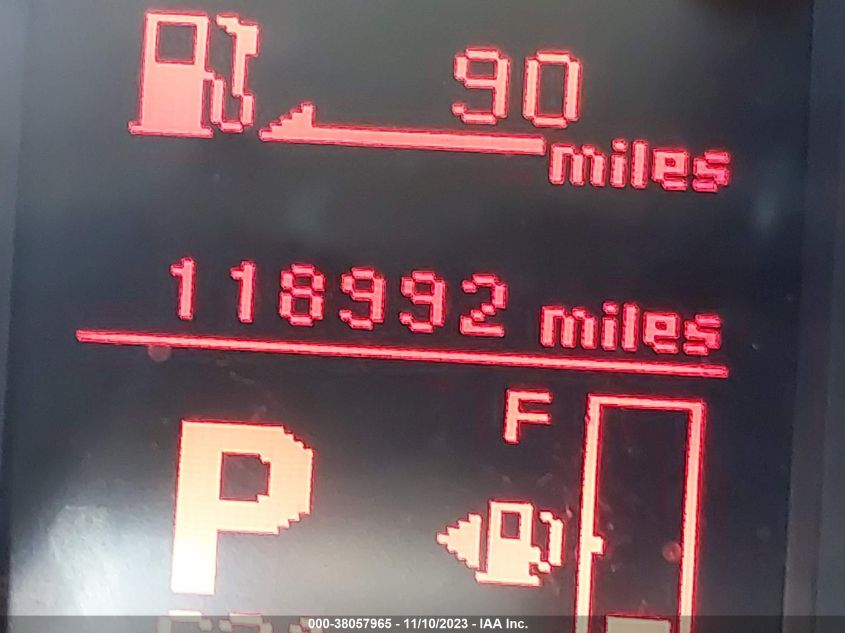 90
miles
118992 miles
F
P
000-38057965 - 11/10/2023 - IAA Inc.